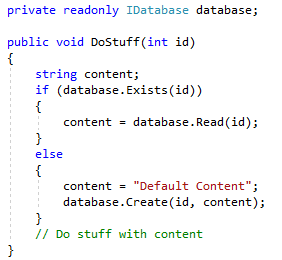 private readonly IDatabase database;
public void DoStuff(int id)
{
    string content;
    if (database.Exists(id))
    {
        content = database.Read(id);
    }
    else
    {
        content = "Default Content";
        database.Create(id, content);
    }
    // Do stuff with content
}